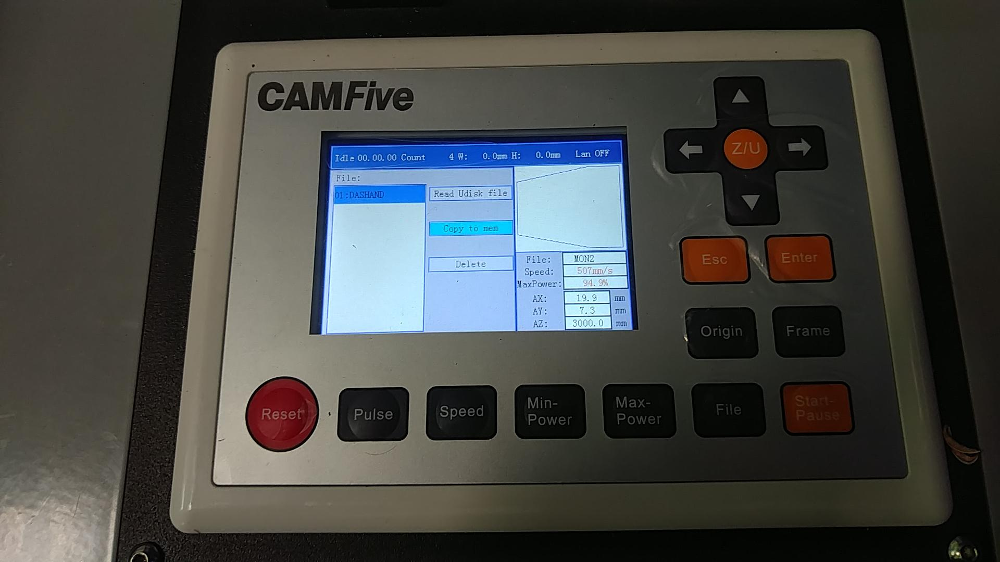 CAMFive
Idle 00.00.00 Count 4 W: 0.0mm H: 0.0mm Lan OFF
File:
01:DASHAND
Read Udisk file
Copy to mem
Delete
File: MON2
Speed: 507mm/s
MaxPower: 94.9%
AX: 19.9 mm
AY: 7.3 mm
AZ: 3000.0 mm
Z/U
Esc
Enter
Origin
Frame
Reset
Pulse
Speed
Min-
Power
Max-
Power
File
Start-
Pause